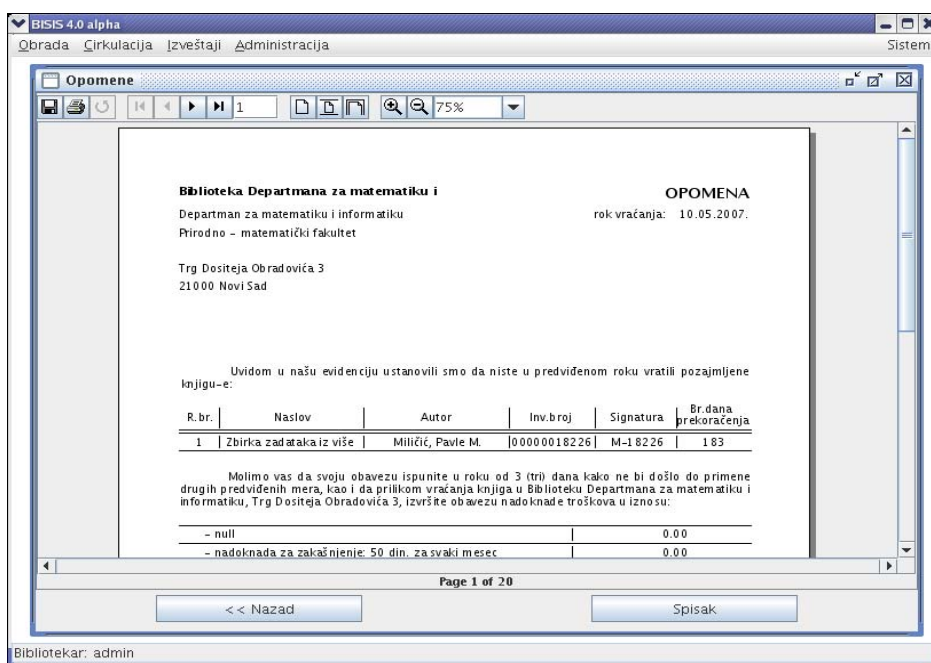 BISIS 4.0 alpha
Obrada Cirkulacija Izveštaji Administracija Sistem
Opomene
1 75%
Biblioteka Departmana za matematiku i OPOMENA
Departman za matematiku i informatiku rok vraćanja: 10.05.2007.
Prirodno – matematički fakultet
Trg Dositeja Obradovića 3
21000 Novi Sad
Uvidom u našu evidenciju ustanovili smo da niste u predviđenom roku vratili pozajmljene
knjigu-e:
R.br. Naslov Autor Inv.broj Signatura Br.dana prekoračenja
1 Zbirka zadataka iz više Miličić, Pavle M. 00000018226 M-18226 183
Molimo vas da svoju obavezu ispunite u roku od 3 (tri) dana kako ne bi došlo do primene
drugih predviđenih mera, kao i da prilikom vraćanja knjiga u Biblioteku Departmana za matematiku i
informatiku, Trg Dositeja Obradovića 3, izvršite obavezu nadoknade troškova u iznosu:
– null 0.00
– nadoknada za zakašnjenje: 50 din. za svaki mesec 0.00
Page 1 of 20
<< Nazad Spisak
Bibliotekar: admin